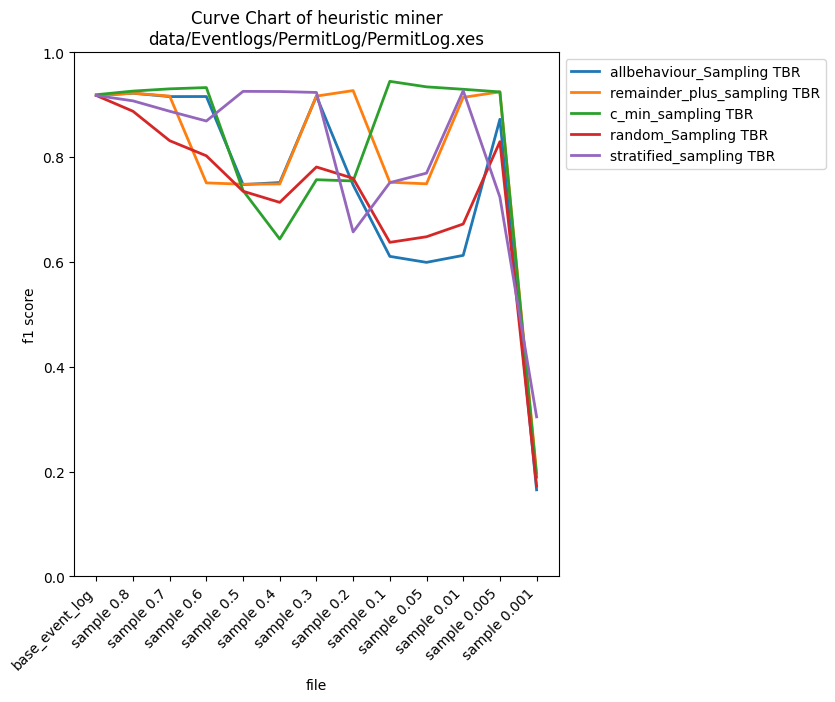 Curve Chart of heuristic miner
data/Eventlogs/PermitLog/PermitLog.xes
1.0
0.8
0.6
0.4
0.2
0.0
f1 score
base_event_log
sample 0.8
sample 0.7
sample 0.6
sample 0.5
sample 0.4
sample 0.3
sample 0.2
sample 0.1
sample 0.05
sample 0.01
sample 0.005
sample 0.001
file
allbehaviour_Sampling TBR
remainder_plus_sampling TBR
c_min_sampling TBR
random_Sampling TBR
stratified_sampling TBR